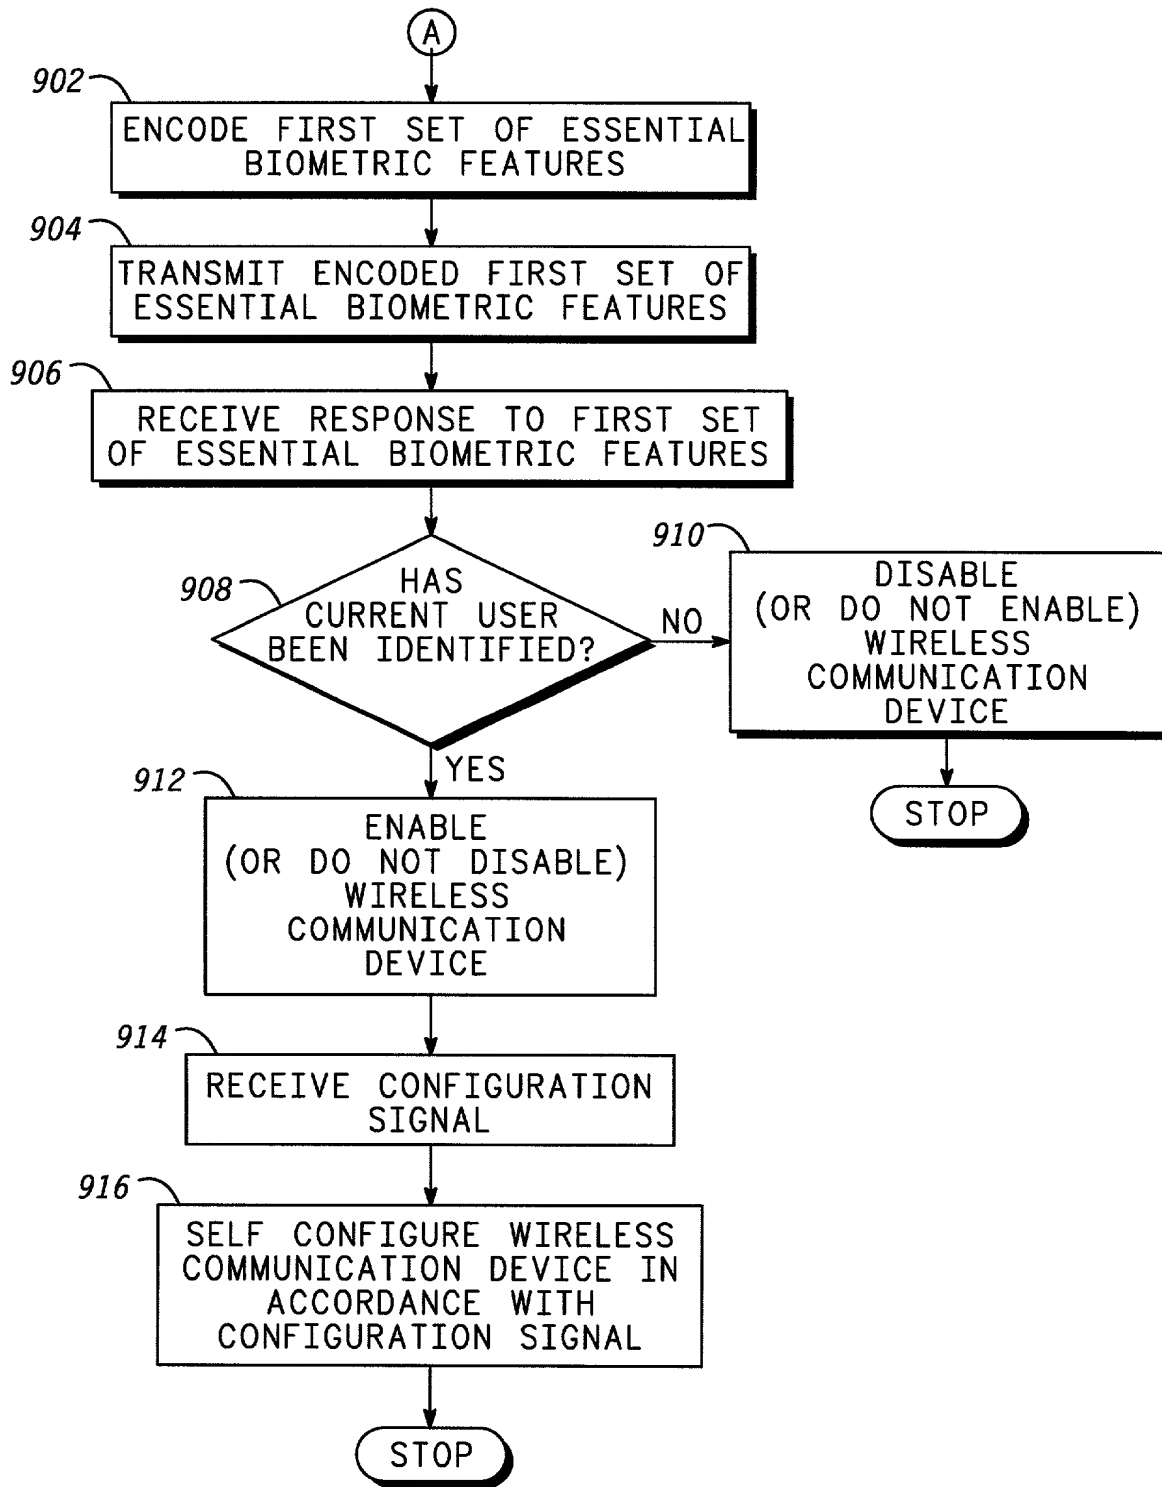 A
902
ENCODE FIRST SET OF ESSENTIAL
BIOMETRIC FEATURES
904
TRANSMIT ENCODED FIRST SET OF
ESSENTIAL BIOMETRIC FEATURES
906
RECEIVE RESPONSE TO FIRST SET
OF ESSENTIAL BIOMETRIC FEATURES
908
HAS
CURRENT USER
BEEN IDENTIFIED?
NO
910
DISABLE
(OR DO NOT ENABLE)
WIRELESS
COMMUNICATION
DEVICE
STOP
YES
912
ENABLE
(OR DO NOT DISABLE)
WIRELESS
COMMUNICATION
DEVICE
914
RECEIVE CONFIGURATION
SIGNAL
916
SELF CONFIGURE WIRELESS
COMMUNICATION DEVICE IN
ACCORDANCE WITH
CONFIGURATION SIGNAL
STOP